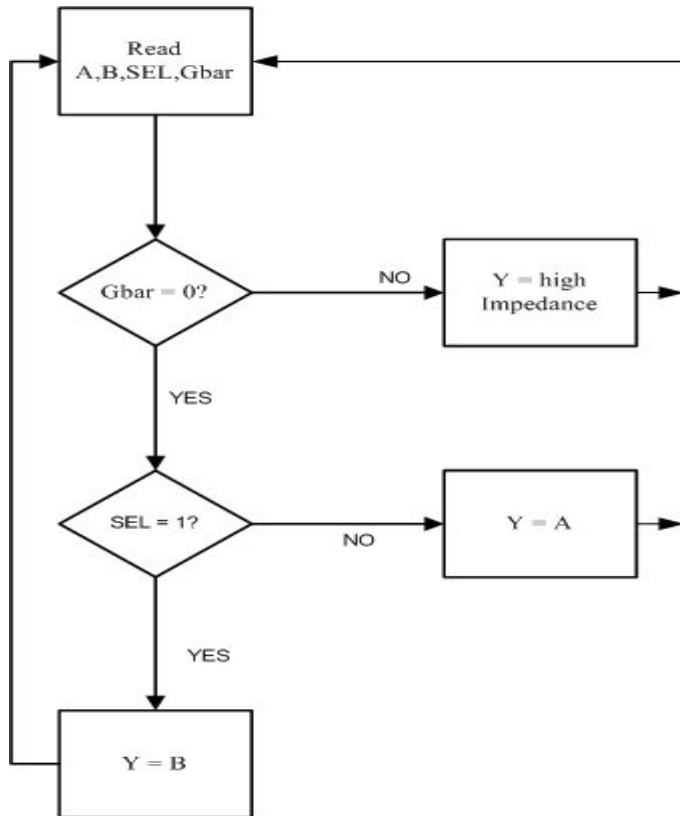 Read
A,B,SEL,Gbar
Gbar = 0?
NO
Y = high
Impedance
YES
SEL = 1?
NO
Y = A
YES
Y = B